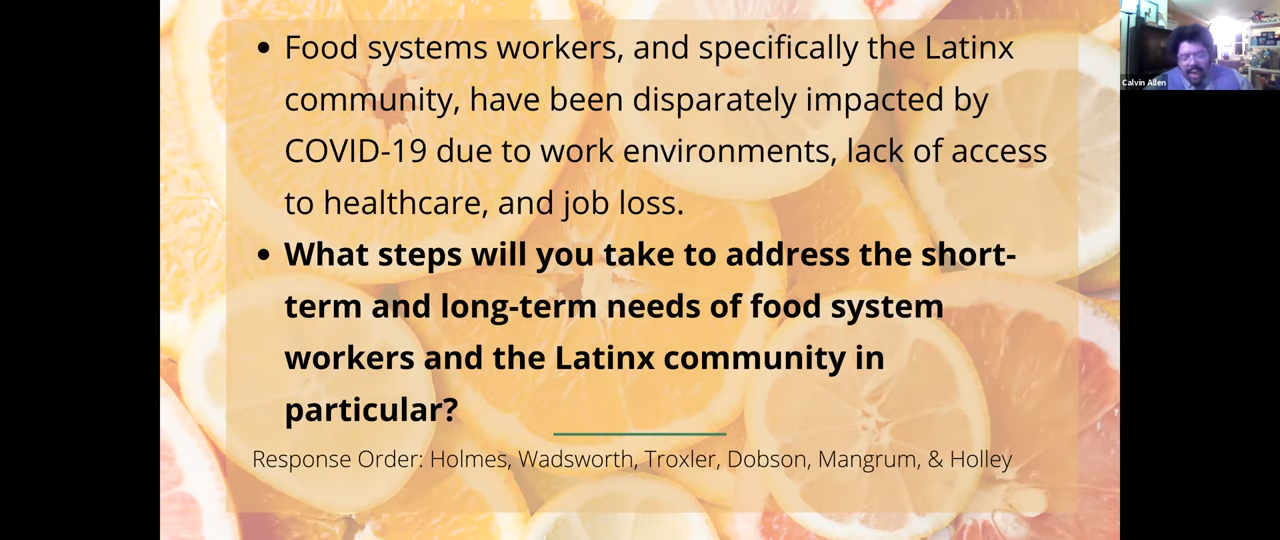 • Food systems workers, and specifically the Latinx
community, have been disparately impacted by
COVID-19 due to work environments, lack of access
to healthcare, and job loss.
• What steps will you take to address the short-
term and long-term needs of food system
workers and the Latinx community in
particular?
Response Order: Holmes, Wadsworth, Troxler, Dobson, Mangrum, & Holley
Calvin Allen